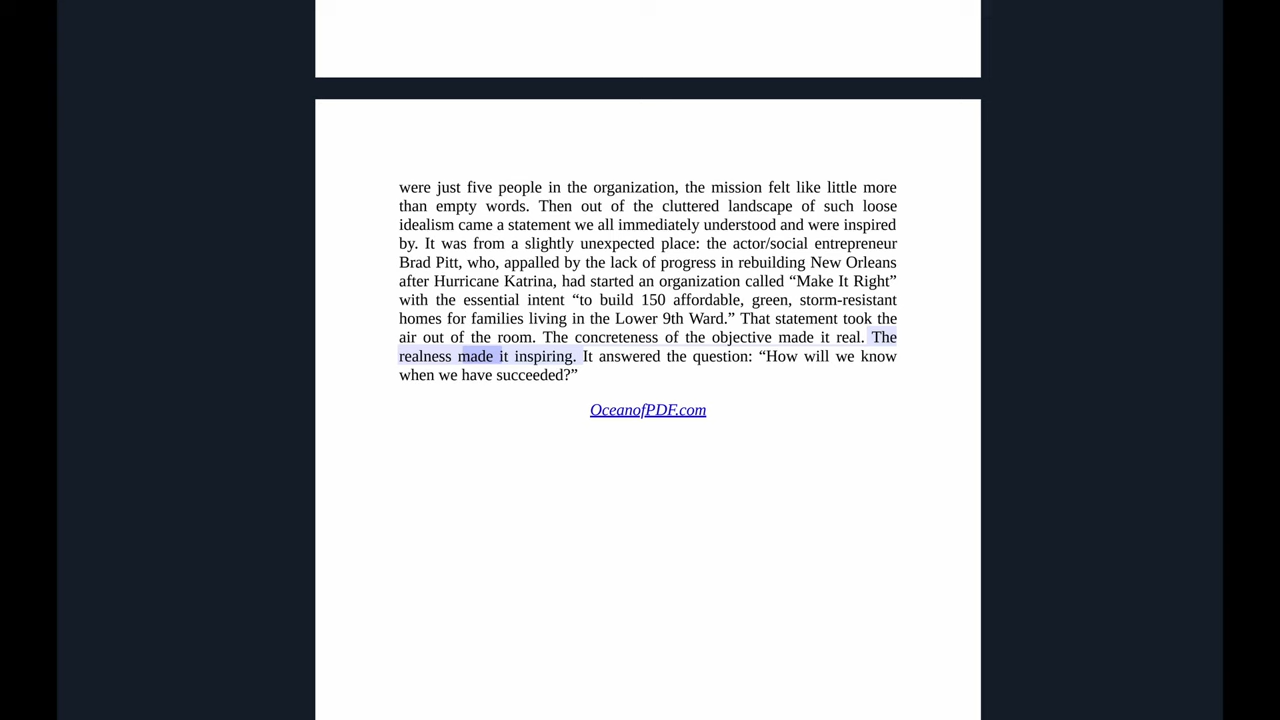 were just five people in the organization, the mission felt like little more
than empty words. Then out of the cluttered landscape of such loose
idealism came a statement we all immediately understood and were inspired
by. It was from a slightly unexpected place: the actor/social entrepreneur
Brad Pitt, who, appalled by the lack of progress in rebuilding New Orleans
after Hurricane Katrina, had started an organization called “Make It Right”
with the essential intent “to build 150 affordable, green, storm-resistant
homes for families living in the Lower 9th Ward.” That statement took the
air out of the room. The concreteness of the objective made it real. The
realness made it inspiring. It answered the question: “How will we know
when we have succeeded?”
OceanofPDF.com